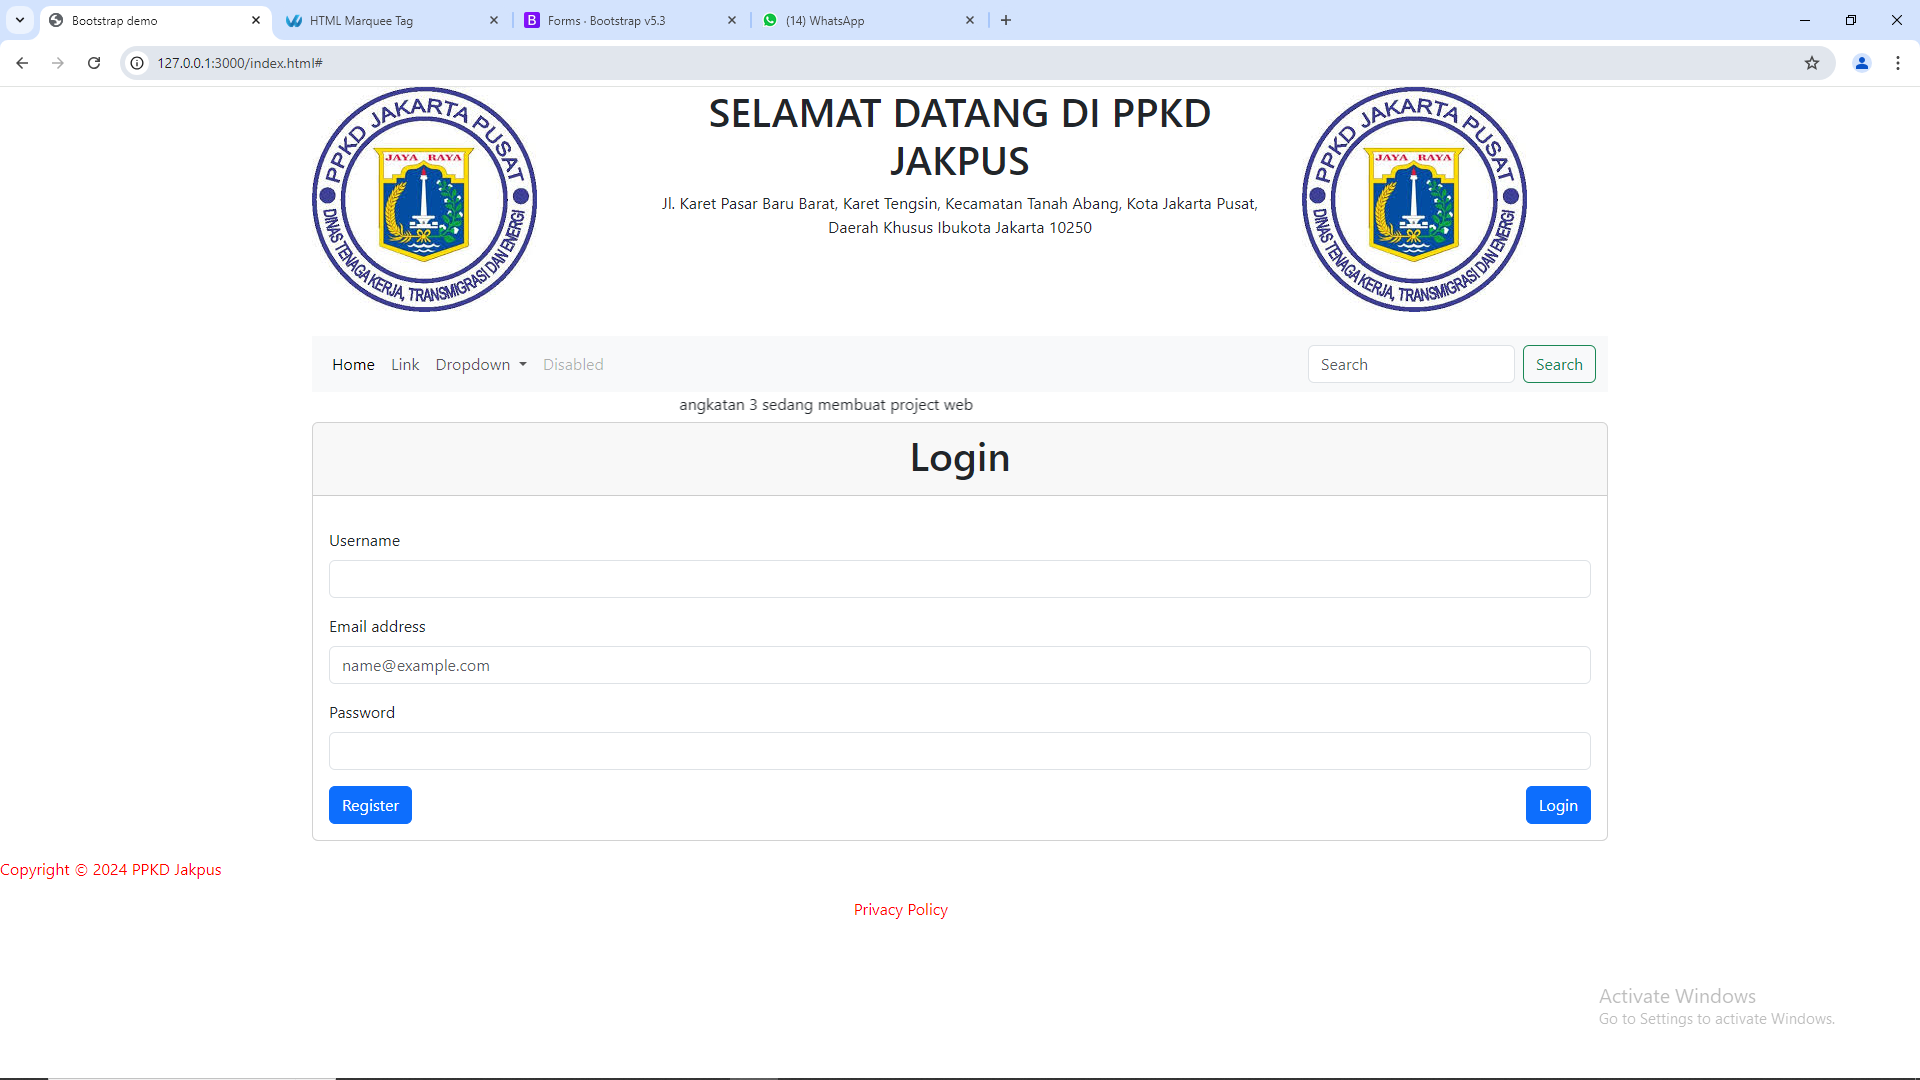 Bootstrap demo
HTML Marquee Tag
Forms · Bootstrap v5.3
(14) WhatsApp
127.0.0.1:3000/index.html#
PPKD JAKARTA PUSAT
JAYA RAYA
DINAS TENAGA KERJA, TRANSMIGRASI DAN ENERGI
SELAMAT DATANG DI PPKD
JAKPUS
Jl. Karet Pasar Baru Barat, Karet Tengsin, Kecamatan Tanah Abang, Kota Jakarta Pusat,
Daerah Khusus Ibukota Jakarta 10250
PPKD JAKARTA PUSAT
JAYA RAYA
DINAS TENAGA KERJA, TRANSMIGRASI DAN ENERGI
Home Link Dropdown Disabled Search Search
angkatan 3 sedang membuat project web
Login
Username
Email address
name@example.com
Password
Register Login
Copyright © 2024 PPKD Jakpus
Privacy Policy
Activate Windows
Go to Settings to activate Windows.